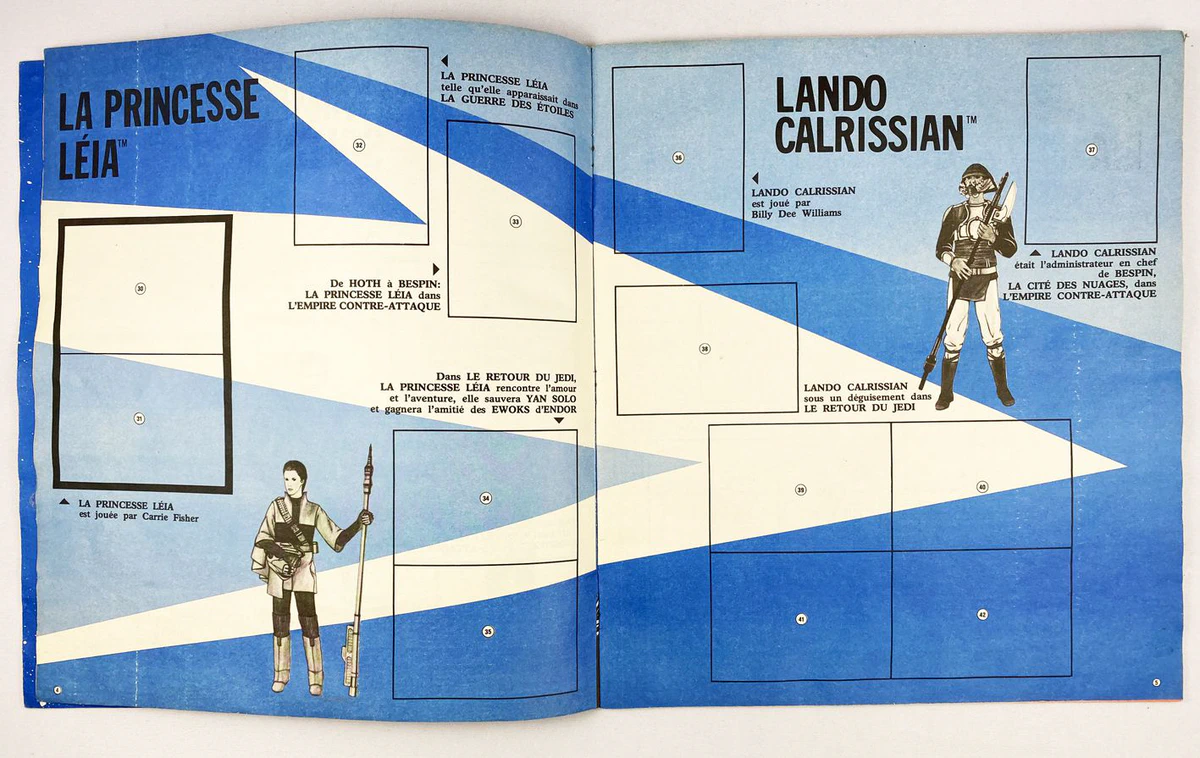 LA PRINCESSE
LÉIA™
32
◀
LA PRINCESSE LÉIA
telle qu'elle apparaissait dans
LA GUERRE DES ÉTOILES
33
30
31
De HOTH à BESPIN:
LA PRINCESSE LÉIA dans
L'EMPIRE CONTRE-ATTAQUE
Dans LE RETOUR DU JEDI,
LA PRINCESSE LÉIA rencontre l'amour
et l'aventure, elle sauvera YAN SOLO
et gagnera l'amitié des EWOKS d'ENDOR
LA PRINCESSE LÉIA
est jouée par Carrie Fisher
34
35
4
36
LANDO
CALRISSIAN™
37
LANDO CALRISSIAN
est joué par
Billy Dee Williams
LANDO CALRISSIAN
était l'administrateur en chef
de BESPIN,
LA CITÉ DES NUAGES, dans
L'EMPIRE CONTRE-ATTAQUE
38
LANDO CALRISSIAN
sous un déguisement dans
LE RETOUR DU JEDI
39
40
41
42
5